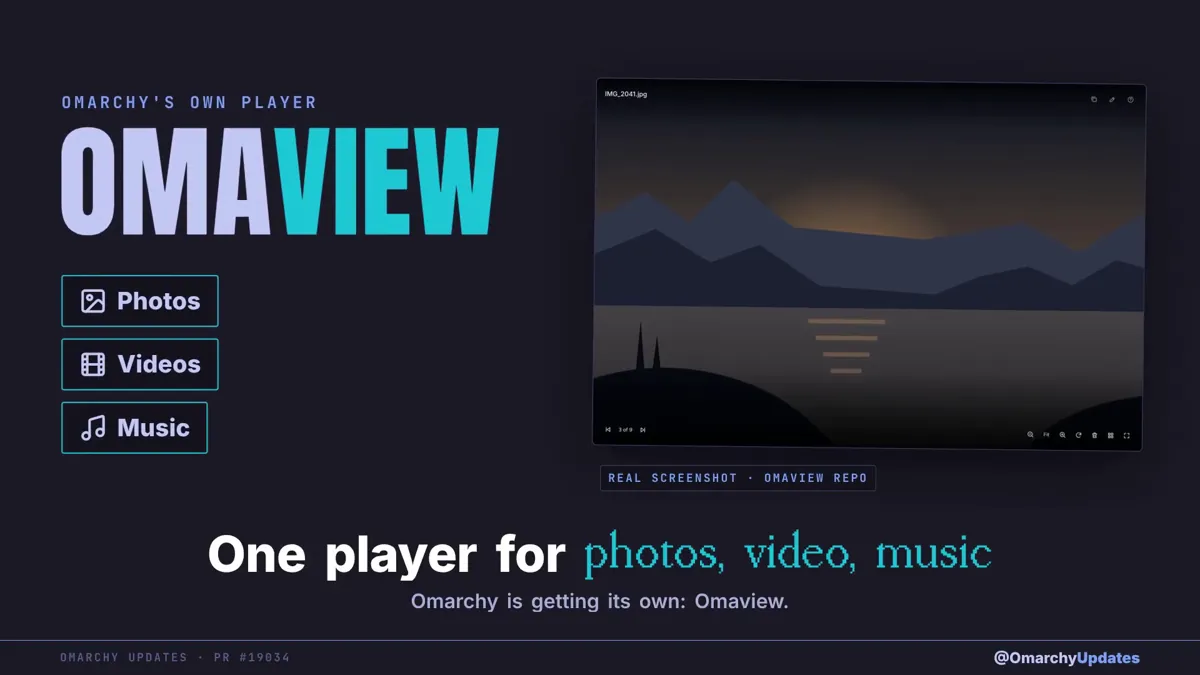 OMARCHY'S OWN PLAYER
OMAVIEW
Photos
Videos
Music
IMG_2041.jpg
3 of 9
Fit
REAL SCREENSHOT · OMAVIEW REPO
One player for photos, video, music
Omarchy is getting its own: Omaview.
OMARCHY UPDATES · PR #19034
@OmarchyUpdates